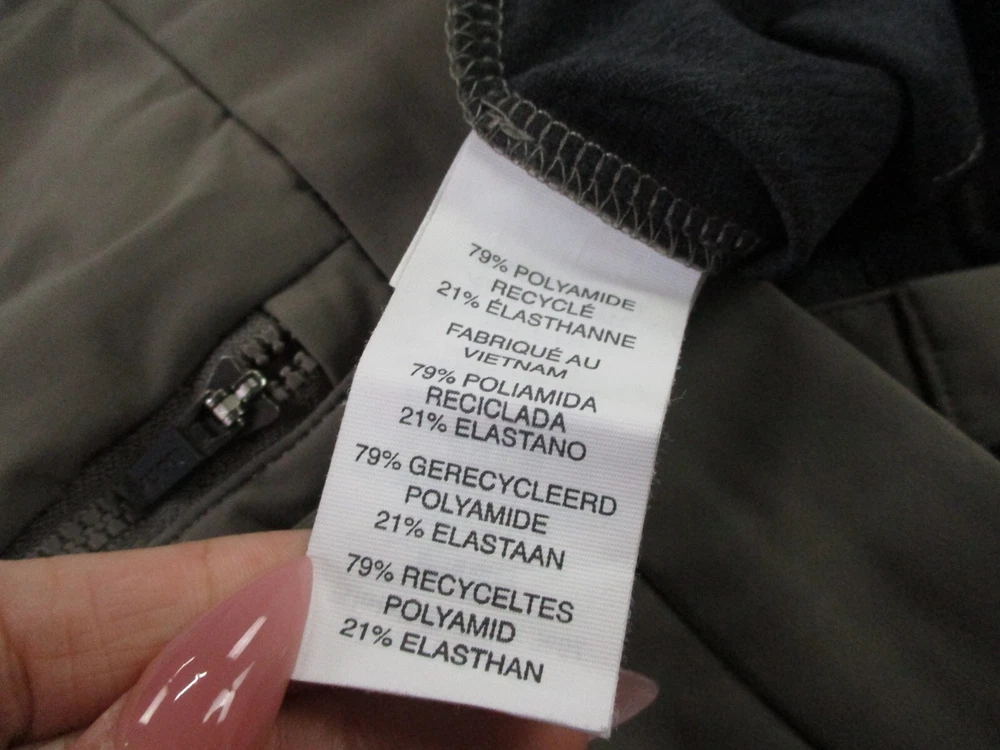 79% POLYAMIDE
RECYCLÉ
21% ÉLASTHANNE
FABRIQUÉ AU
VIETNAM
79% POLIAMIDA
RECICLADA
21% ELASTANO
79% GERECYCLEERD
POLYAMIDE
21% ELASTAAN
79% RECYCELTES
POLYAMID
21% ELASTHAN